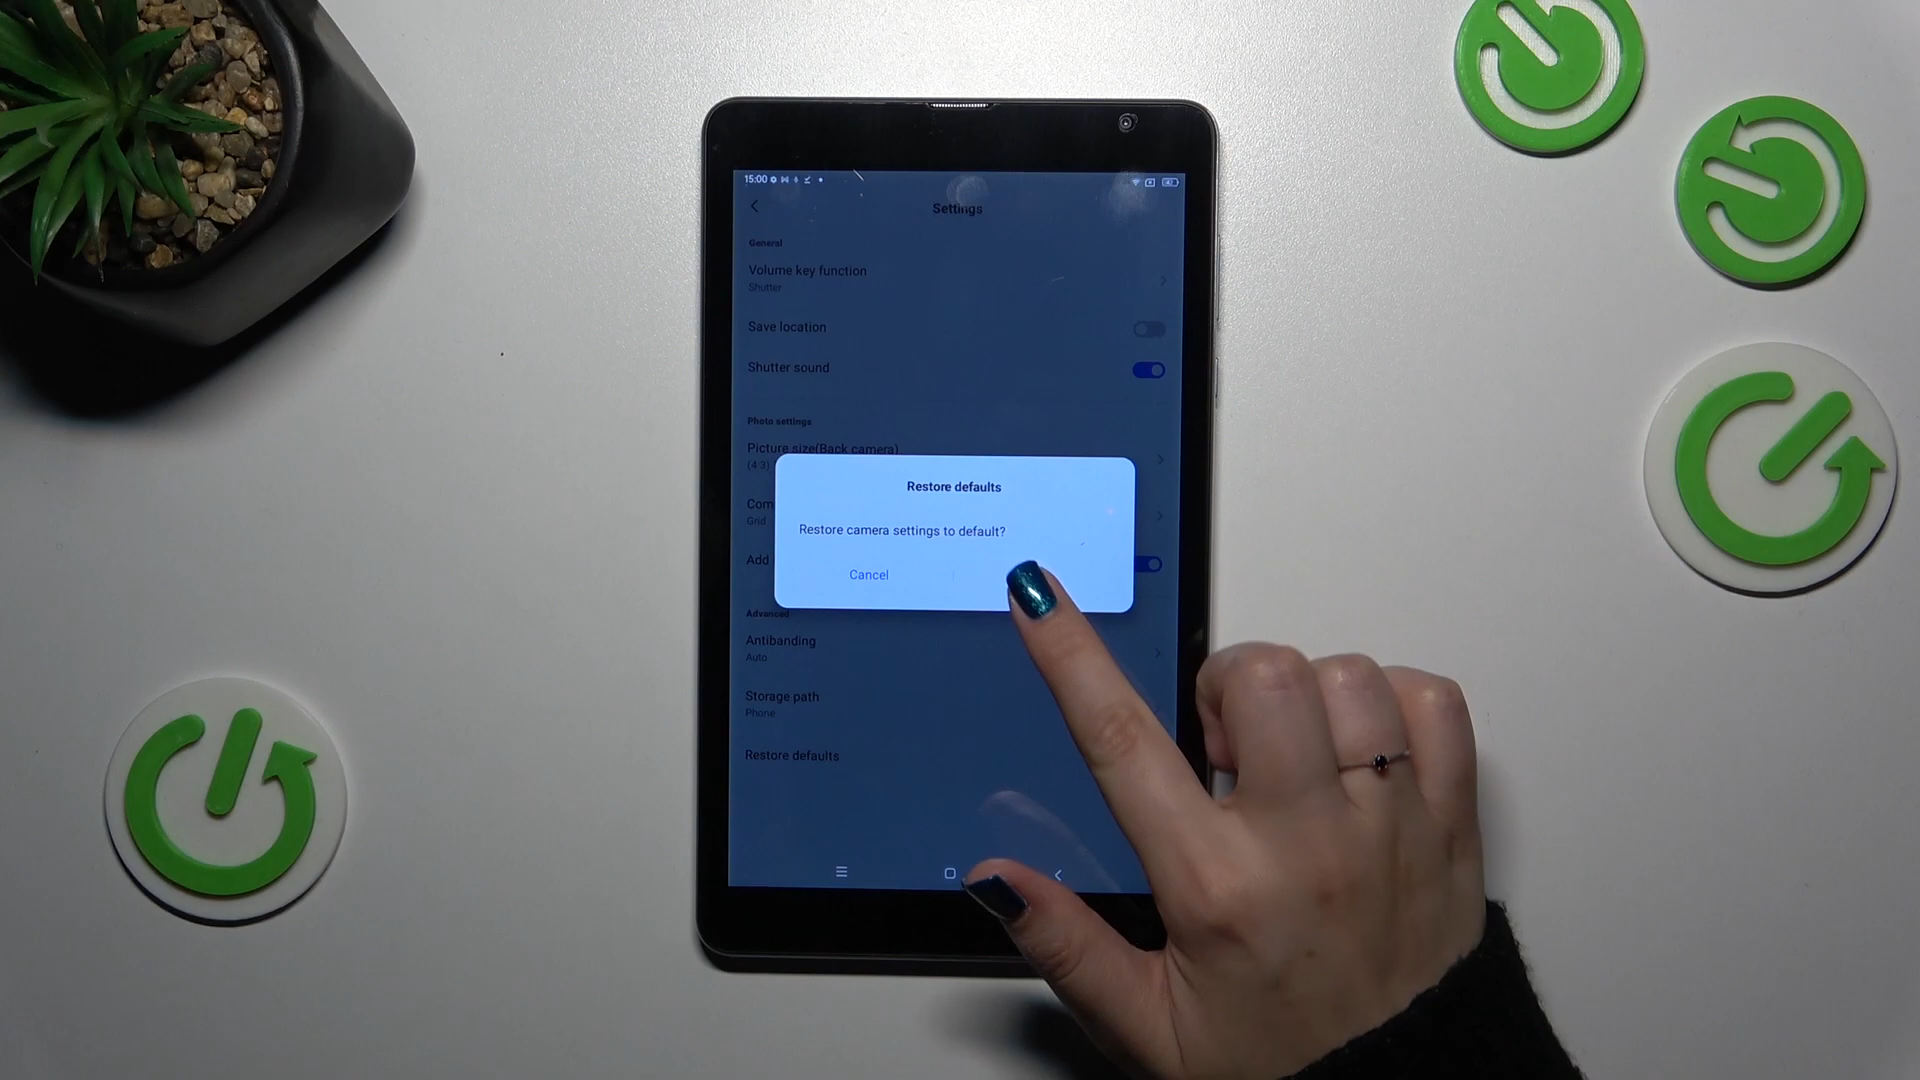 15:00
Settings
General
Volume key function
Shutter
Save location
Shutter sound
Photo settings
Picture size(Back camera)
(4:3)
Restore defaults
Restore camera settings to default?
Cancel
Grid
Add
Advanced
Antibanding
Auto
Storage path
Phone
Restore defaults